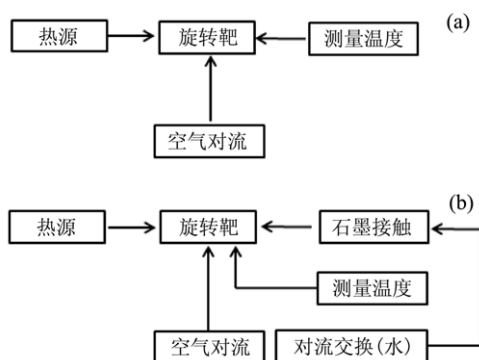 (a)
热源
旋转靶
测量温度
空气对流
(b)
热源
旋转靶
石墨接触
测量温度
空气对流
对流交换(水)